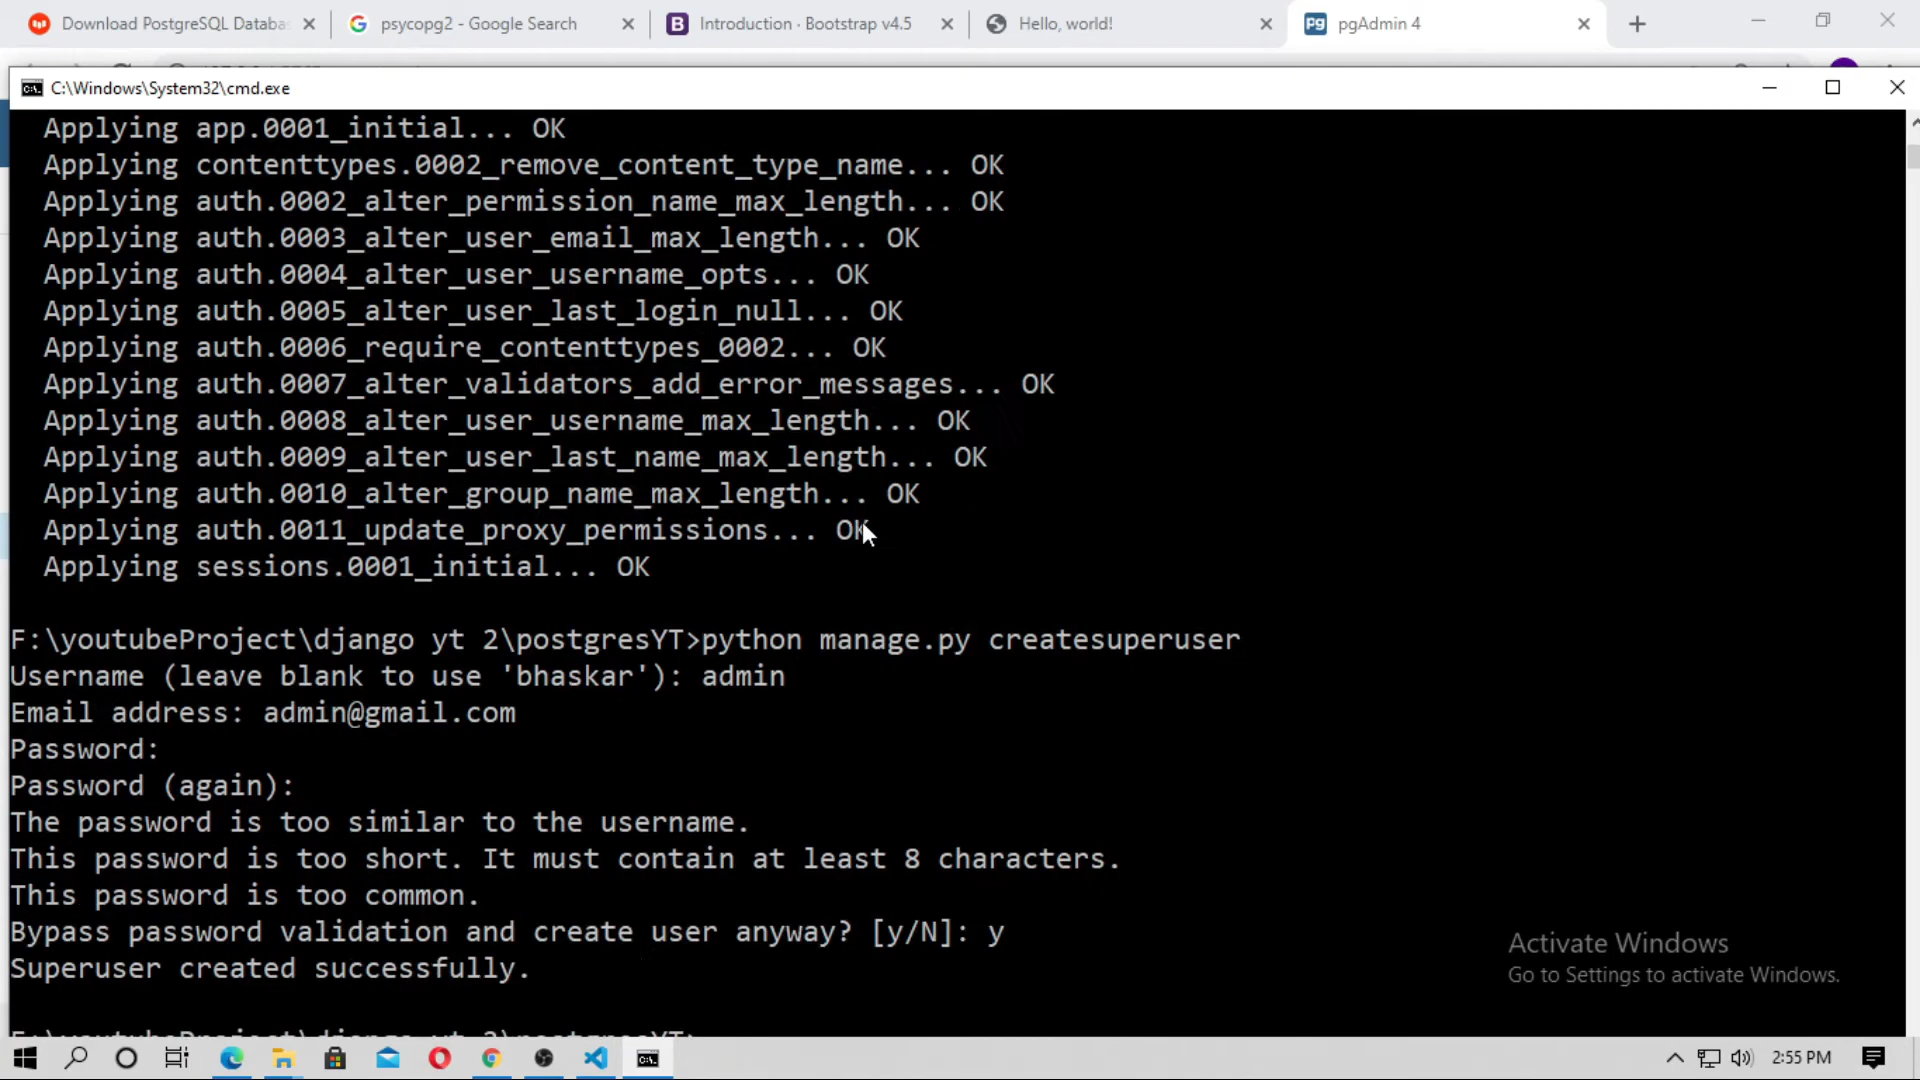 Download PostgreSQL Databas
psycopg2 - Google Search
Introduction · Bootstrap v4.5
Hello, world!
pgAdmin 4
C:\Windows\System32\cmd.exe
Applying app.0001_initial... OK
Applying contenttypes.0002_remove_content_type_name... OK
Applying auth.0002_alter_permission_name_max_length... OK
Applying auth.0003_alter_user_email_max_length... OK
Applying auth.0004_alter_user_username_opts... OK
Applying auth.0005_alter_user_last_login_null... OK
Applying auth.0006_require_contenttypes_0002... OK
Applying auth.0007_alter_validators_add_error_messages... OK
Applying auth.0008_alter_user_username_max_length... OK
Applying auth.0009_alter_user_last_name_max_length... OK
Applying auth.0010_alter_group_name_max_length... OK
Applying auth.0011_update_proxy_permissions... OK
Applying sessions.0001_initial... OK
F:\youtubeProject\django yt 2\postgresYT>python manage.py createsuperuser
Username (leave blank to use 'bhaskar'): admin
Email address: admin@gmail.com
Password:
Password (again):
The password is too similar to the username.
This password is too short. It must contain at least 8 characters.
This password is too common.
Bypass password validation and create user anyway? [y/N]: y
Superuser created successfully.
F:\youtubeProject\django yt 2\postgresYT>
Activate Windows
Go to Settings to activate Windows.
2:55 PM